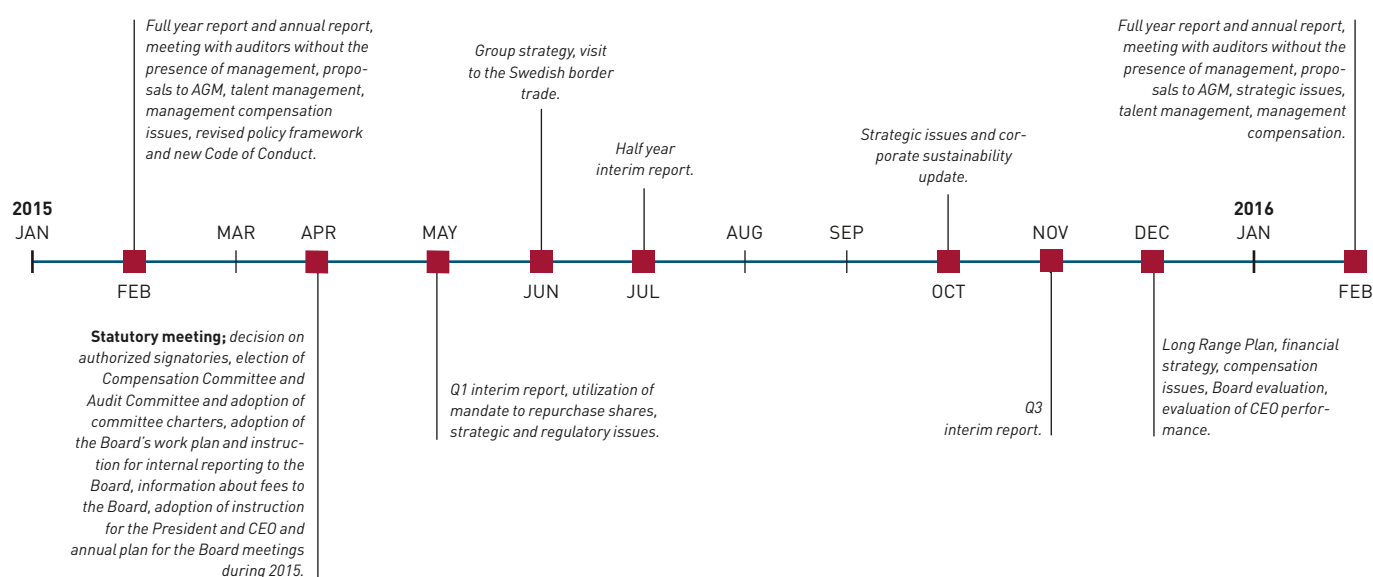 Full year report and annual report,
meeting with auditors without the
presence of management, propo-
sals to AGM, talent management,
management compensation
issues, revised policy framework
and new Code of Conduct.
Group strategy, visit
to the Swedish border
trade.
Half year
interim report.
Strategic issues and cor-
porate sustainability
update.
Full year report and annual report,
meeting with auditors without the
presence of management, propo-
sals to AGM, strategic issues,
talent management, management
compensation.
2015
JAN
MAR
APR
MAY
AUG
SEP
NOV
DEC
2016
JAN
FEB
JUN
JUL
OCT
FEB
Statutory meeting; decision on
authorized signatories, election of
Compensation Committee and
Audit Committee and adoption of
committee charters, adoption of
the Board's work plan and instruc-
tion for internal reporting to the
Board, information about fees to
the Board, adoption of instruction
for the President and CEO and
annual plan for the Board meetings
during 2015.
Q1 interim report, utilization of
mandate to repurchase shares,
strategic and regulatory issues.
Q3
interim report.
Long Range Plan, financial
strategy, compensation
issues, Board evaluation,
evaluation of CEO perfor-
mance.